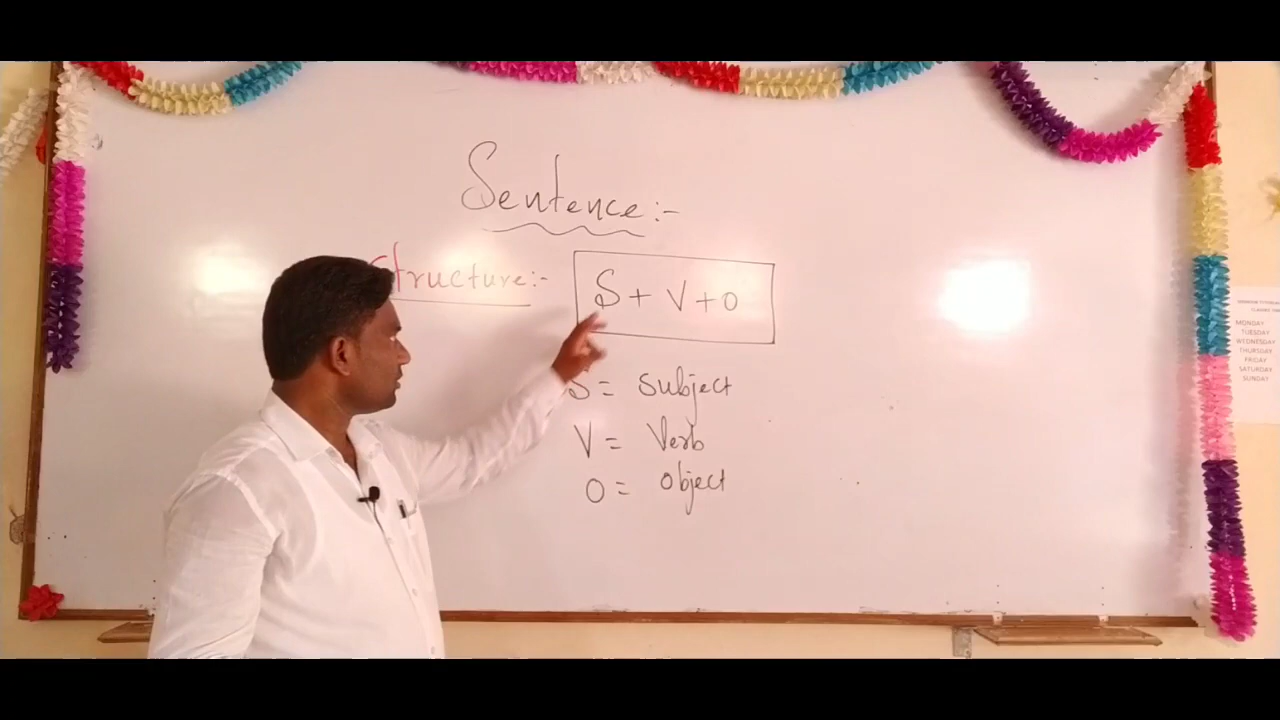 Sentence:-
Structure:- S + V + O
S = Subject
V = Verb
O = Object
MONDAY
TUESDAY
WEDNESDAY
THURSDAY
FRIDAY
SATURDAY
SUNDAY